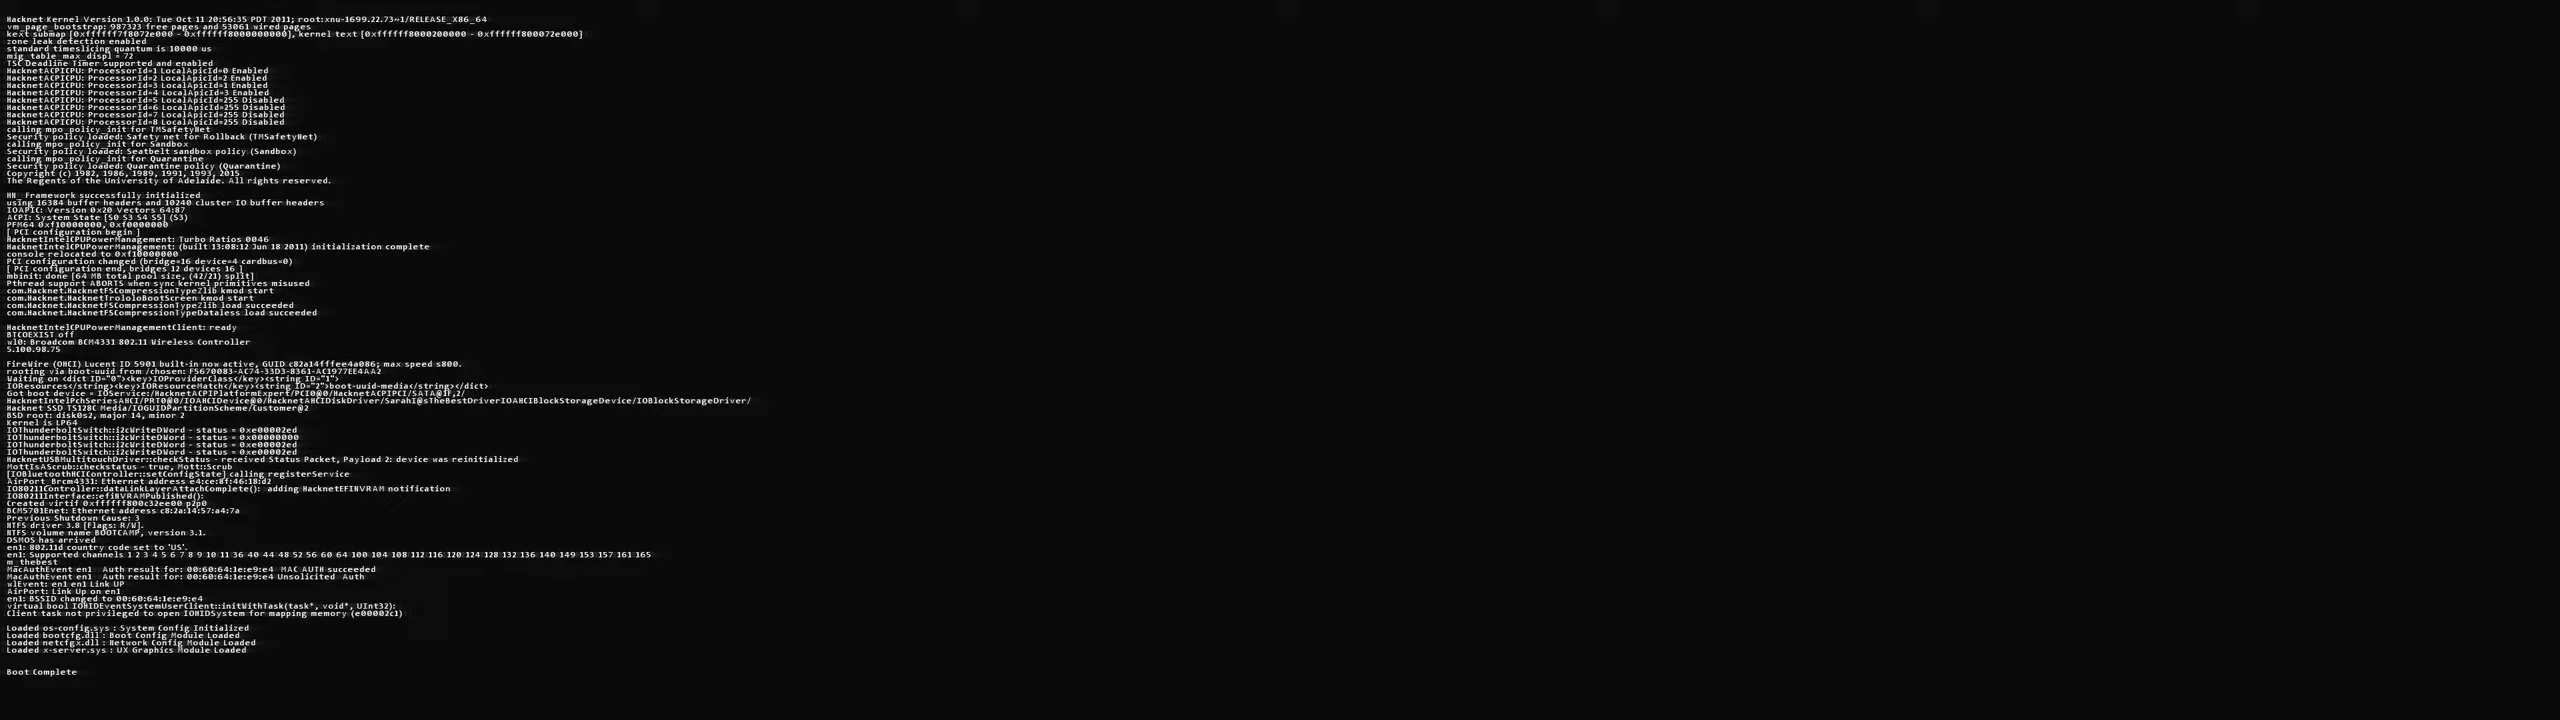 Hacknet Kernel Version 1.0.0: Tue Oct 11 20:56:35 PDT 2011; root:xnu-1699.22.73~1/RELEASE_X86_64
vm_page_bootstrap: 987323 free pages and 53061 wired pages
kext submap [0xffffff7f8072e000 - 0xffffff8000000000], kernel text [0xffffff8000200000 - 0xffffff800072e000]
zone leak detection enabled
standard timeslicing quantum is 10000 us
mig_table_max_displ = 72
TSC Deadline Timer supported and enabled
HacknetACPICPU: ProcessorId=1 LocalApicId=0 Enabled
HacknetACPICPU: ProcessorId=2 LocalApicId=2 Enabled
HacknetACPICPU: ProcessorId=3 LocalApicId=1 Enabled
HacknetACPICPU: ProcessorId=4 LocalApicId=3 Enabled
HacknetACPICPU: ProcessorId=5 LocalApicId=255 Disabled
HacknetACPICPU: ProcessorId=6 LocalApicId=255 Disabled
HacknetACPICPU: ProcessorId=7 LocalApicId=255 Disabled
HacknetACPICPU: ProcessorId=8 LocalApicId=255 Disabled
calling mpo_policy_init for TMSafetyNet
Security policy loaded: Safety net for Rollback (TMSafetyNet)
calling mpo_policy_init for Sandbox
Security policy loaded: Seatbelt sandbox policy (Sandbox)
calling mpo_policy_init for Quarantine
Security policy loaded: Quarantine policy (Quarantine)
Copyright (c) 1982, 1986, 1989, 1991, 1993, 2015
The Regents of the University of Adelaide. All rights reserved.
HN_Framework successfully initialized
using 16384 buffer headers and 10240 cluster IO buffer headers
IOAPIC: Version 0x20 Vectors 64:87
ACPI: System State [S0 S3 S4 S5] (S3)
PFM64 0xf10000000, 0xf0000000
[ PCI configuration begin ]
HacknetIntelCPUPowerManagement: Turbo Ratios 0046
HacknetIntelCPUPowerManagement: (built 13:08:12 Jun 18 2011) initialization complete
console relocated to 0xf10000000
PCI configuration changed (bridge=16 device=4 cardbus=0)
[ PCI configuration end, bridges 12 devices 16 ]
mbinit: done [64 MB total pool size, (42/21) split]
Pthread support ABORTS when sync kernel primitives misused
com.Hacknet.HacknetFSCompressionTypeZlib kmod start
com.Hacknet.HacknetTrololoBootScreen kmod start
com.Hacknet.HacknetFSCompressionTypeZlib load succeeded
com.Hacknet.HacknetFSCompressionTypeDataless load succeeded
HacknetIntelCPUPowerManagementClient: ready
BTCOEXIST off
wl0: Broadcom BCM4331 802.11 Wireless Controller
5.100.98.75
FireWire (OHCI) Lucent ID 5901 built-in now active, GUID c82a14fffee4a086; max speed s800.
rooting via boot-uuid from /chosen: F5670083-AC74-33D3-8361-AC1977EE4AA2
Waiting on <dict ID="0"><key>IOProviderClass</key><string ID="1">
IOResources</string><key>IOResourceMatch</key><string ID="2">boot-uuid-media</string></dict>
Got boot device = IOService:/HacknetACPIPlatformExpert/PCI0@0/HacknetACPIPCI/SATA@1F,2/
HacknetIntelPchSeriesAHCI/PRT0@0/IOAHCIDevice@0/HacknetAHCIDiskDriver/SarahI@sTheBestDriverIOAHCIBlockStorageDevice/IOBlockStorageDriver/
Hacknet SSD TS128C Media/IOGUIDPartitionScheme/Customer@2
BSD root: disk0s2, major 14, minor 2
Kernel is LP64
IOThunderboltSwitch::i2cWriteDWord - status = 0xe00002ed
IOThunderboltSwitch::i2cWriteDWord - status = 0x00000000
IOThunderboltSwitch::i2cWriteDWord - status = 0xe00002ed
IOThunderboltSwitch::i2cWriteDWord - status = 0xe00002ed
HacknetUSBMultitouchDriver::checkStatus - received Status Packet, Payload 2: device was reinitialized
MottIsAScrub::checkstatus - true, Mott::Scrub
[IOBluetoothHCIController::setConfigState] calling registerService
AirPort_Brcm4331: Ethernet address e4:ce:8f:46:18:d2
IO80211Controller::dataLinkLayerAttachComplete():  adding HacknetEFINVRAM notification
IO80211Interface::efiNVRAMPublished():
Created virtif 0xffffff800c32ee00 p2p0
BCM5701Enet: Ethernet address c8:2a:14:57:a4:7a
Previous Shutdown Cause: 3
NTFS driver 3.8 [Flags: R/W].
NTFS volume name BOOTCAMP, version 3.1.
DSMOS has arrived
en1: 802.11d country code set to 'US'.
en1: Supported channels 1 2 3 4 5 6 7 8 9 10 11 36 40 44 48 52 56 60 64 100 104 108 112 116 120 124 128 132 136 140 149 153 157 161 165
m_thebest
MacAuthEvent en1   Auth result for: 00:60:64:1e:e9:e4  MAC AUTH succeeded
MacAuthEvent en1   Auth result for: 00:60:64:1e:e9:e4 Unsolicited  Auth
wlEvent: en1 en1 Link UP
AirPort: Link Up on en1
en1: BSSID changed to 00:60:64:1e:e9:e4
virtual bool IOHIDEventSystemUserClient::initWithTask(task*, void*, UInt32):
Client task not privileged to open IOHIDSystem for mapping memory (e00002c1)
Loaded os-config.sys : System Config Initialized
Loaded bootcfg.dll : Boot Config Module Loaded
Loaded netcfgx.dll : Network Config Module Loaded
Loaded x-server.sys : UX Graphics Module Loaded
Boot Complete